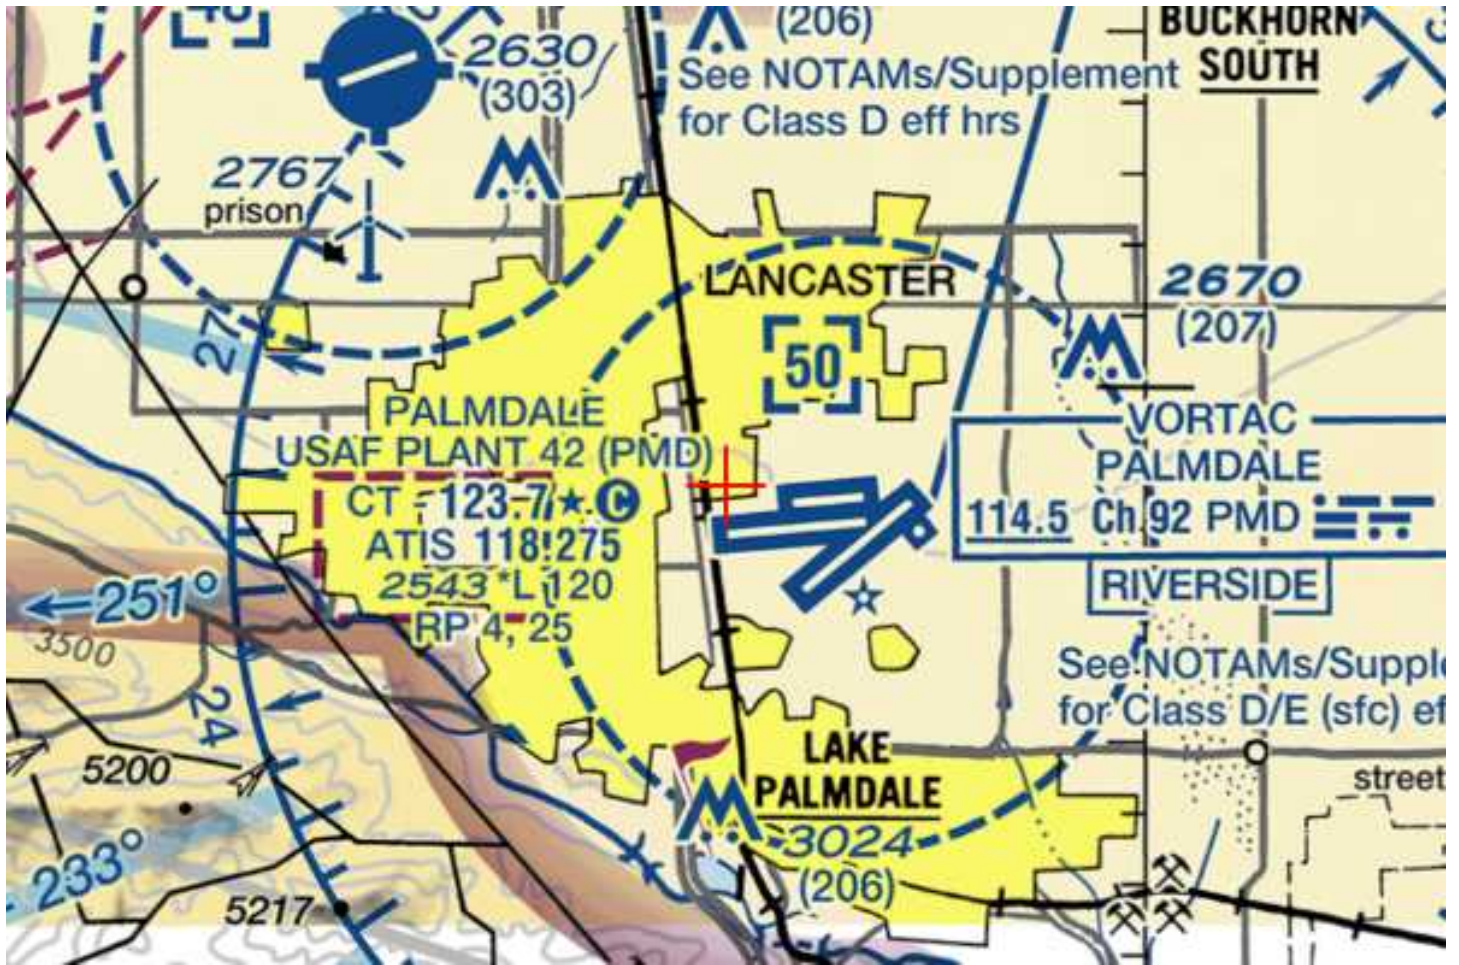 BUCKHORN
SOUTH
(206)
See NOTAMs/Supplement
for Class D eff hrs
2630
(303)
2767
prison
LANCASTER
50
2670
(207)
27
PALMDALE
USAF PLANT 42 (PMD)
CT - 123.7 ★ C
ATIS 118.275
2543 *L 120
RP 4, 25
VORTAC
PALMDALE
114.5 Ch 92 PMD
RIVERSIDE
See NOTAMs/Supple
for Class D/E (sfc) ef
251°
3500
24
5200
LAKE
PALMDALE
3024
(206)
street
233°
5217